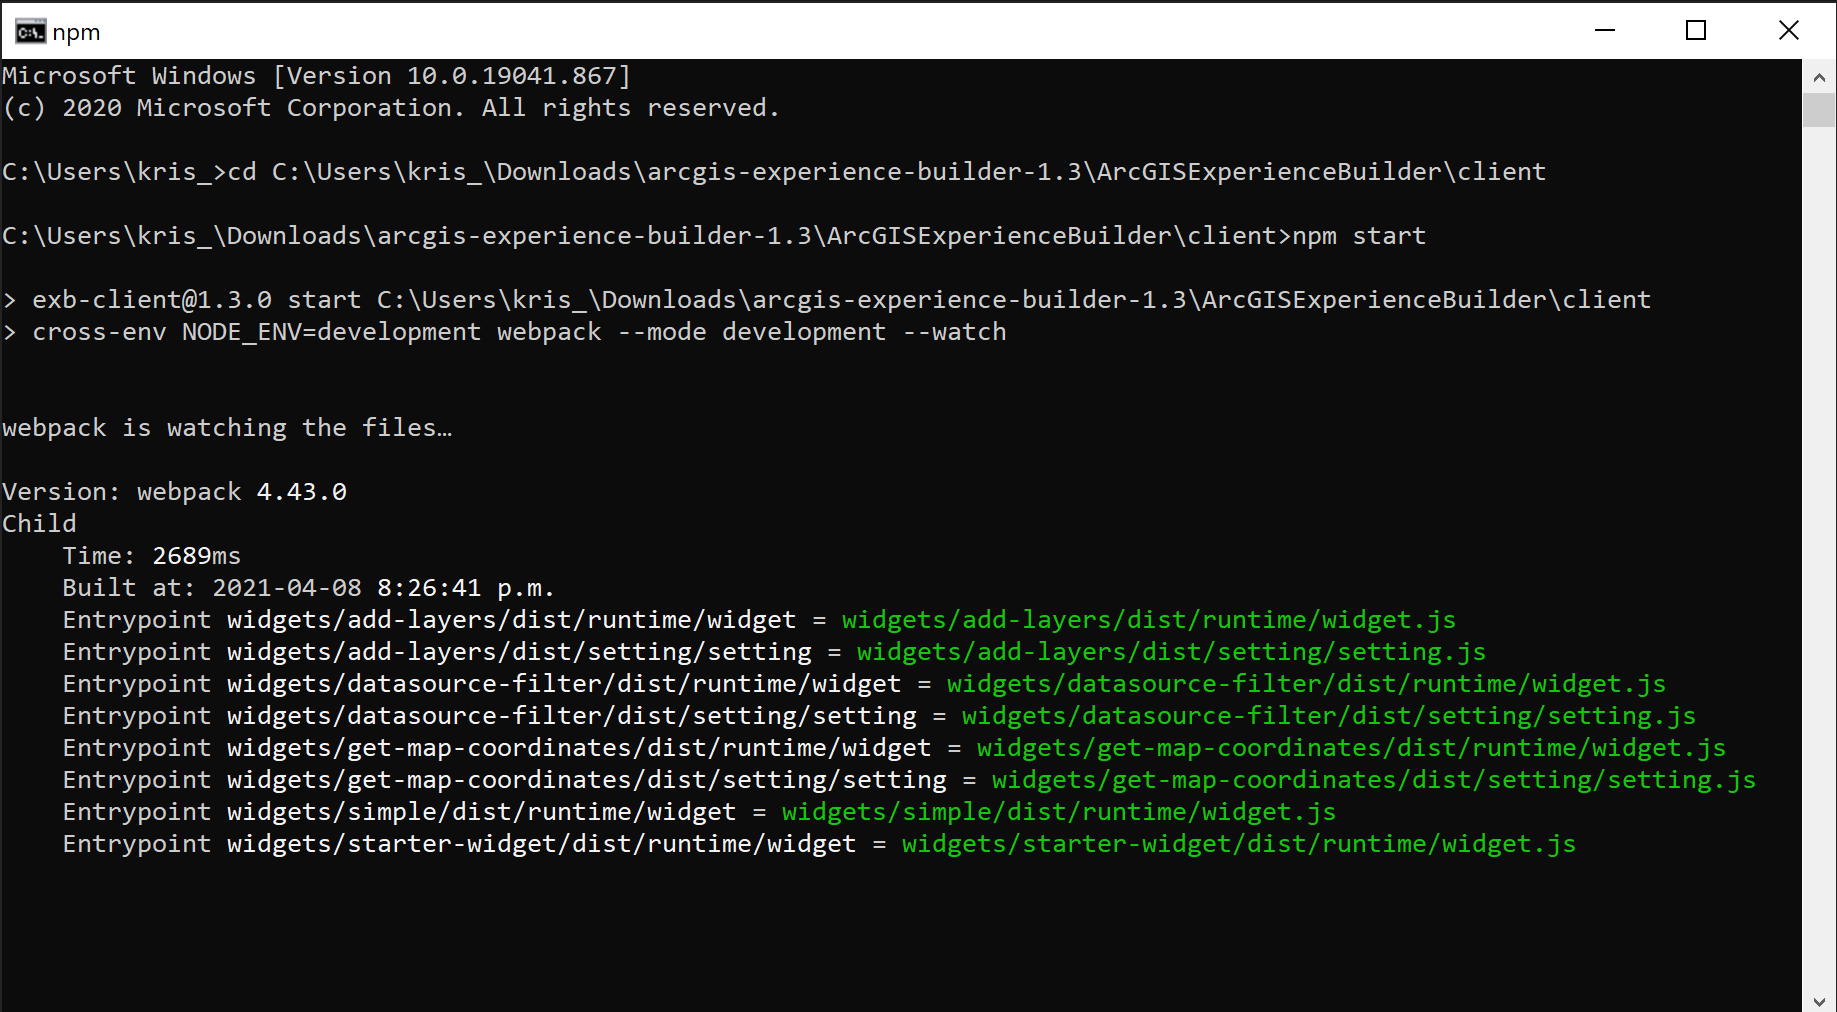 npm
Microsoft Windows [Version 10.0.19041.867]
(c) 2020 Microsoft Corporation. All rights reserved.
C:\Users\kris_>cd C:\Users\kris_\Downloads\arcgis-experience-builder-1.3\ArcGISExperienceBuilder\client
C:\Users\kris_\Downloads\arcgis-experience-builder-1.3\ArcGISExperienceBuilder\client>npm start
> exb-client@1.3.0 start C:\Users\kris_\Downloads\arcgis-experience-builder-1.3\ArcGISExperienceBuilder\client
> cross-env NODE_ENV=development webpack --mode development --watch
webpack is watching the files…
Version: webpack 4.43.0
Child
    Time: 2689ms
    Built at: 2021-04-08 8:26:41 p.m.
    Entrypoint widgets/add-layers/dist/runtime/widget = widgets/add-layers/dist/runtime/widget.js
    Entrypoint widgets/add-layers/dist/setting/setting = widgets/add-layers/dist/setting/setting.js
    Entrypoint widgets/datasource-filter/dist/runtime/widget = widgets/datasource-filter/dist/runtime/widget.js
    Entrypoint widgets/datasource-filter/dist/setting/setting = widgets/datasource-filter/dist/setting/setting.js
    Entrypoint widgets/get-map-coordinates/dist/runtime/widget = widgets/get-map-coordinates/dist/runtime/widget.js
    Entrypoint widgets/get-map-coordinates/dist/setting/setting = widgets/get-map-coordinates/dist/setting/setting.js
    Entrypoint widgets/simple/dist/runtime/widget = widgets/simple/dist/runtime/widget.js
    Entrypoint widgets/starter-widget/dist/runtime/widget = widgets/starter-widget/dist/runtime/widget.js